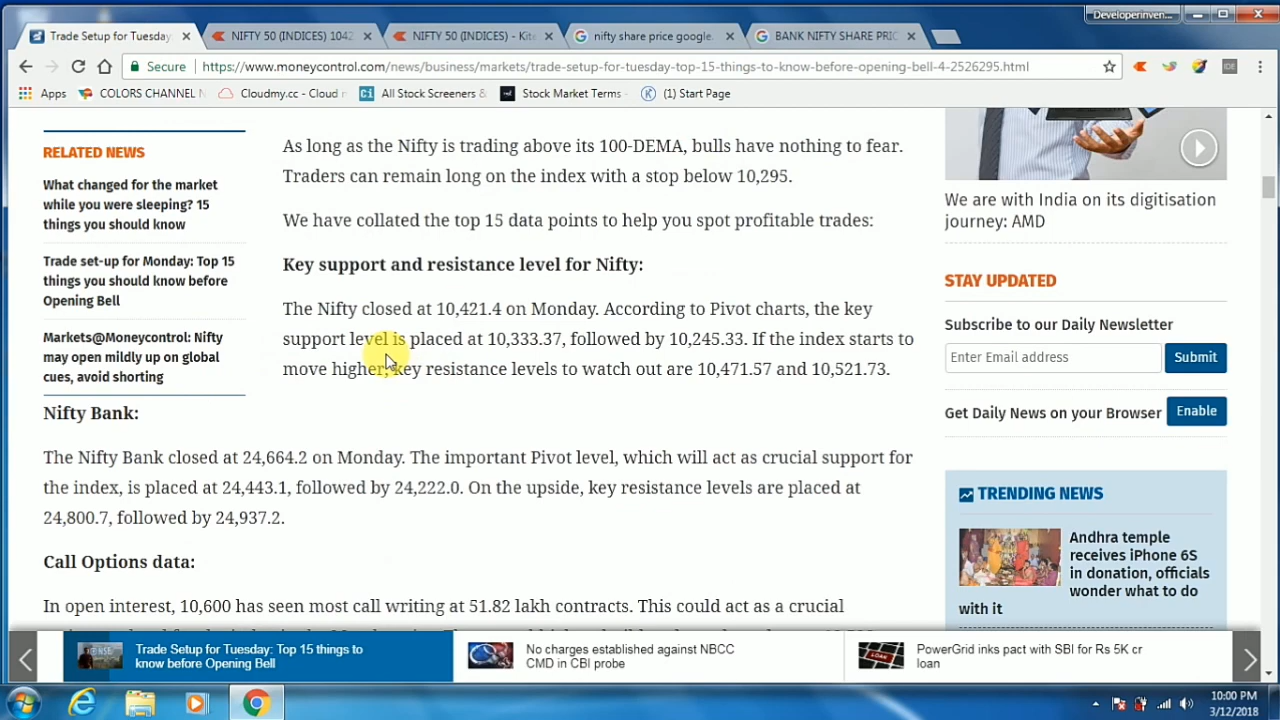 Developerinven...
Trade Setup for Tuesday:
NIFTY 50 (INDICES) 1042
NIFTY 50 (INDICES) - Kite
nifty share price google.
BANK NIFTY SHARE PRIC
Secure
https://www.moneycontrol.com/news/business/markets/trade-setup-for-tuesday-top-15-things-to-know-before-opening-bell-4-2526295.html
Apps
COLORS CHANNEL N
Cloudmy.cc - Cloud
All Stock Screeners &
Stock Market Terms -
(1) Start Page
RELATED NEWS
What changed for the market
while you were sleeping? 15
things you should know
Trade set-up for Monday: Top 15
things you should know before
Opening Bell
Markets@Moneycontrol: Nifty
may open mildly up on global
cues, avoid shorting
As long as the Nifty is trading above its 100-DEMA, bulls have nothing to fear.
Traders can remain long on the index with a stop below 10,295.
We have collated the top 15 data points to help you spot profitable trades:
Key support and resistance level for Nifty:
The Nifty closed at 10,421.4 on Monday. According to Pivot charts, the key
support level is placed at 10,333.37, followed by 10,245.33. If the index starts to
move higher, key resistance levels to watch out are 10,471.57 and 10,521.73.
Nifty Bank:
The Nifty Bank closed at 24,664.2 on Monday. The important Pivot level, which will act as crucial support for
the index, is placed at 24,443.1, followed by 24,222.0. On the upside, key resistance levels are placed at
24,800.7, followed by 24,937.2.
Call Options data:
In open interest, 10,600 has seen most call writing at 51.82 lakh contracts. This could act as a crucial
We are with India on its digitisation
journey: AMD
STAY UPDATED
Subscribe to our Daily Newsletter
Enter Email address
Submit
Get Daily News on your Browser
Enable
TRENDING NEWS
Andhra temple
receives iPhone 6S
in donation, officials
wonder what to do
with it
Trade Setup for Tuesday: Top 15 things to
know before Opening Bell
No charges established against NBCC
CMD in CBI probe
LOAN
PowerGrid inks pact with SBI for Rs 5K cr
loan
10:00 PM
3/12/2018